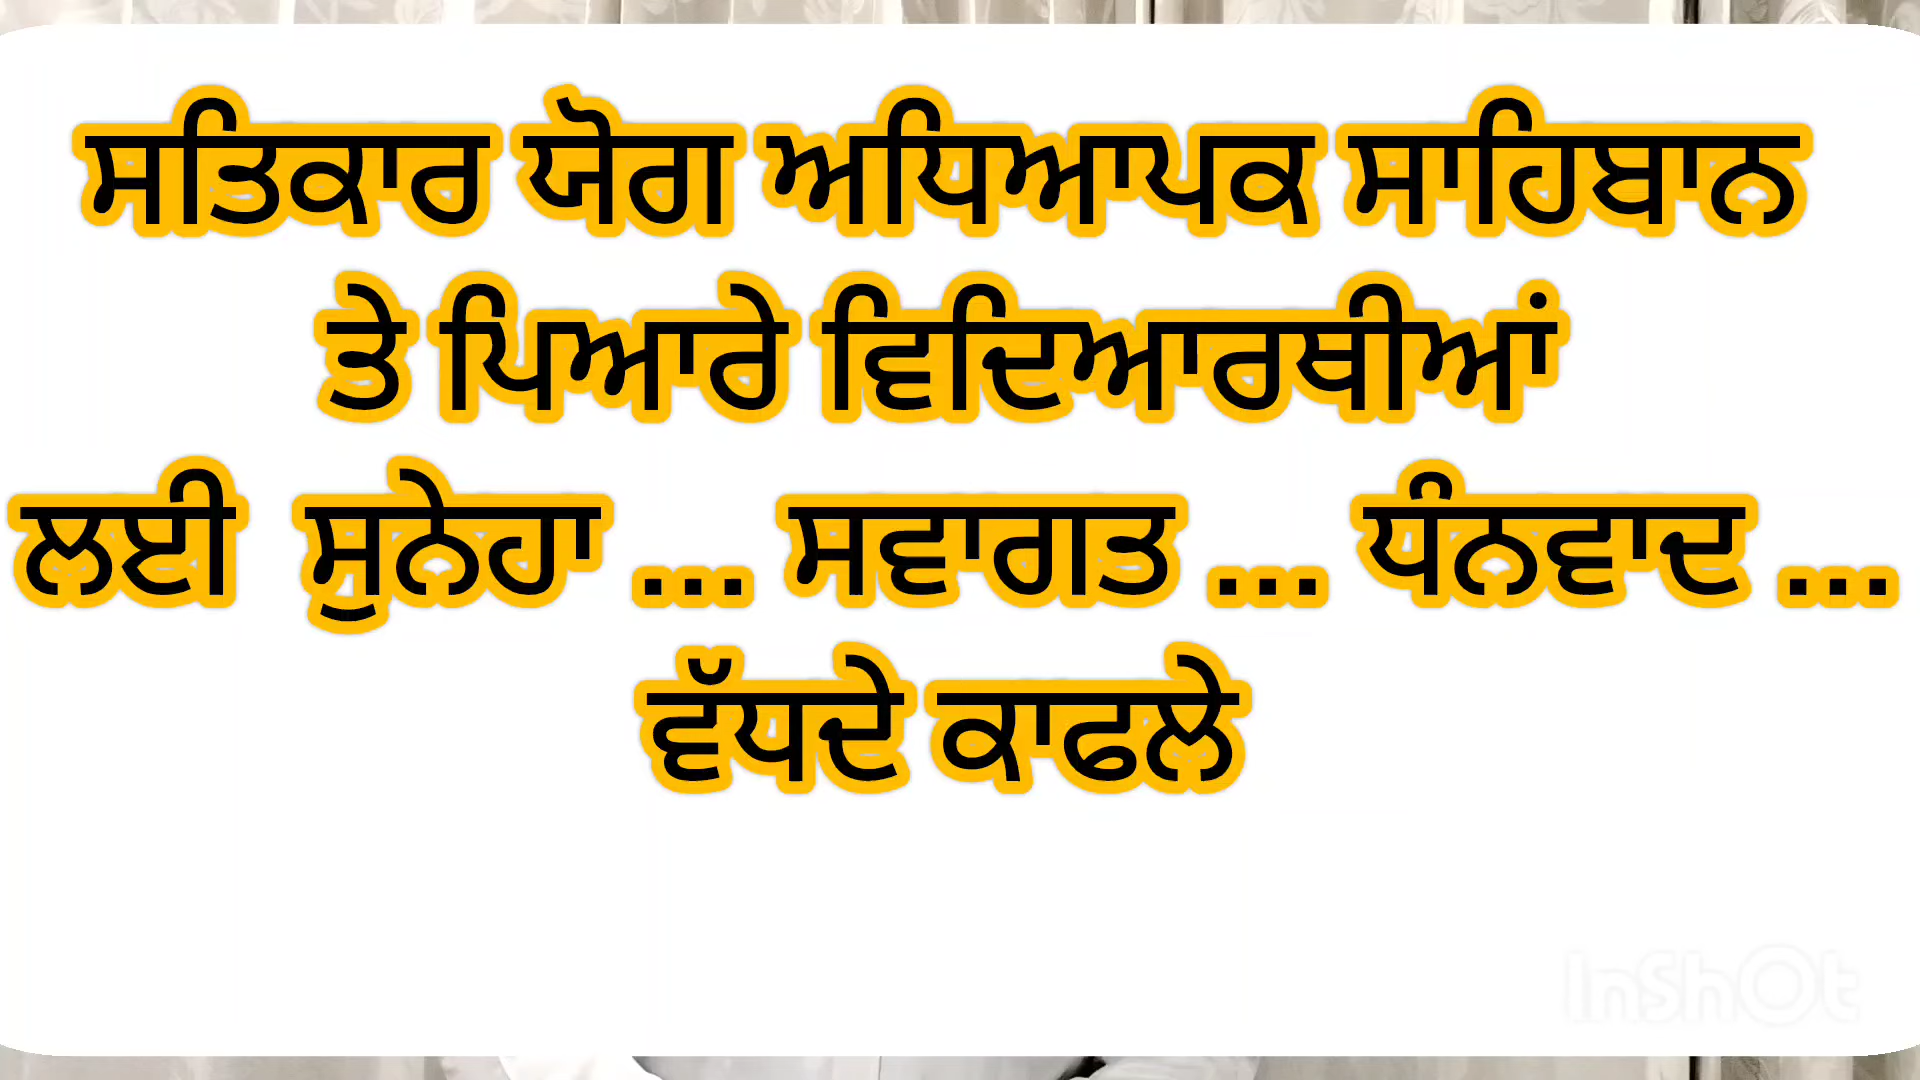 ਸਤਿਕਾਰ ਯੋਗ ਅਧਿਆਪਕ ਸਾਹਿਬਾਨ
ਤੇ ਪਿਆਰੇ ਵਿਦਿਆਰਥੀਆਂ
ਲਈ  ਸੁਨੇਹਾ ... ਸਵਾਗਤ ... ਧੰਨਵਾਦ ...
ਵੱਧਦੇ ਕਾਫਲੇ
InShOt